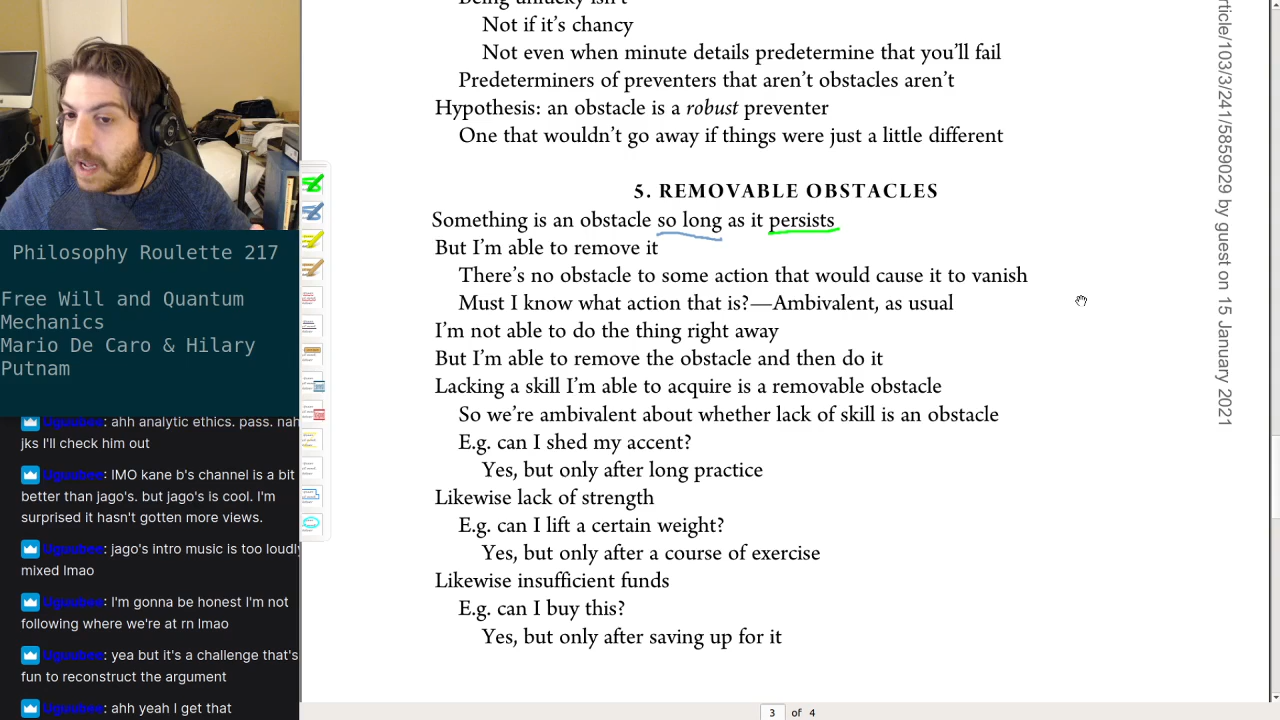 Being unlucky isn't
Not if it's chancy
Not even when minute details predetermine that you'll fail
Predeterminers of preventers that aren't obstacles aren't
Hypothesis: an obstacle is a robust preventer
One that wouldn't go away if things were just a little different
5. REMOVABLE OBSTACLES
Something is an obstacle so long as it persists
But I'm able to remove it
There's no obstacle to some action that would cause it to vanish
Must I know what action that is?—Ambivalent, as usual
I'm not able to do the thing right away
But I'm able to remove the obstacle and then do it
Lacking a skill I'm able to acquire is a removable obstacle
So we're ambivalent about whether lack of skill is an obstacle
E.g. can I shed my accent?
Yes, but only after long practice
Likewise lack of strength
E.g. can I lift a certain weight?
Yes, but only after a course of exercise
Likewise insufficient funds
E.g. can I buy this?
Yes, but only after saving up for it
rticle/103/3/241/5859029 by guest on 15 January 2021
Philosophy Roulette 217
Free Will and Quantum
Mechanics
Mario De Caro & Hilary
Putnam
ahh analytic ethics. pass. nah
jks I'll check him out
IMO kane b's channel is a bit
better than jago's. but jago's is cool. I'm
surprised it hasn't gotten more views.
jago's intro music is too loudly
mixed lmao
I'm gonna be honest I'm not
following where we're at rn lmao
yea but it's a challenge that's
fun to reconstruct the argument
ahh yeah I get that
3 of 4